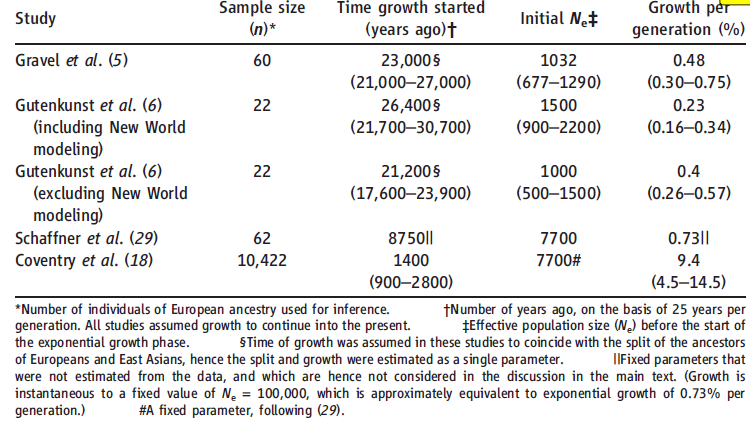 Study Sample size (n)* Time growth started (years ago)† Initial Ne‡ Growth per generation (%)
Gravel et al. (5) 60 23,000§ 1032 0.48
(21,000–27,000) (677–1290) (0.30–0.75)
Gutenkunst et al. (6) 22 26,400§ 1500 0.23
(including New World (21,700–30,700) (900–2200) (0.16–0.34)
modeling)
Gutenkunst et al. (6) 22 21,200§ 1000 0.4
(excluding New World (17,600–23,900) (500–1500) (0.26–0.57)
modeling)
Schaffner et al. (29) 62 8750|| 7700 0.73||
Coventry et al. (18) 10,422 1400 7700# 9.4
(900–2800) (4.5–14.5)
*Number of individuals of European ancestry used for inference. †Number of years ago, on the basis of 25 years per
generation. All studies assumed growth to continue into the present. ‡Effective population size (Ne) before the start of
the exponential growth phase. §Time of growth was assumed in these studies to coincide with the split of the ancestors
of Europeans and East Asians, hence the split and growth were estimated as a single parameter. ||Fixed parameters that
were not estimated from the data, and which are hence not considered in the discussion in the main text. (Growth is
instantaneous to a fixed value of Ne = 100,000, which is approximately equivalent to exponential growth of 0.73% per
generation.) #A fixed parameter, following (29).